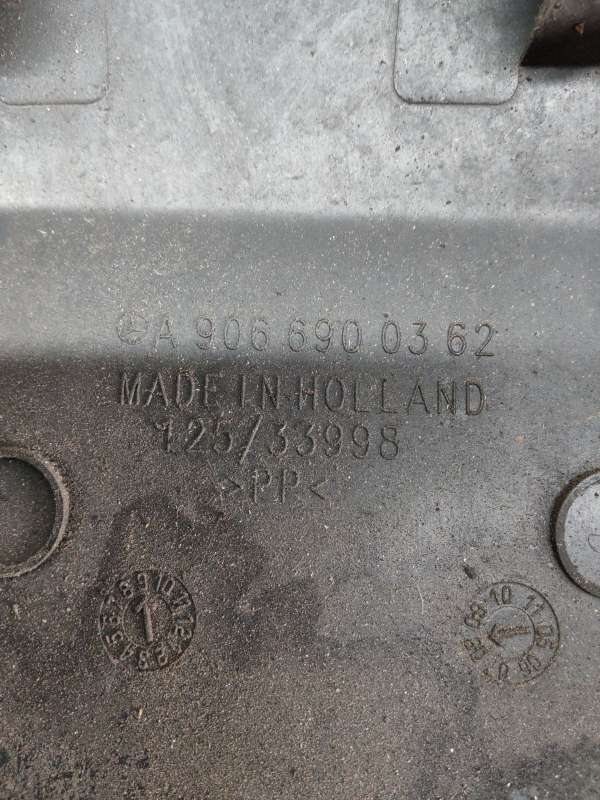 A 906 690 03 62
MADE IN HOLLAND
125/33998
>PP<